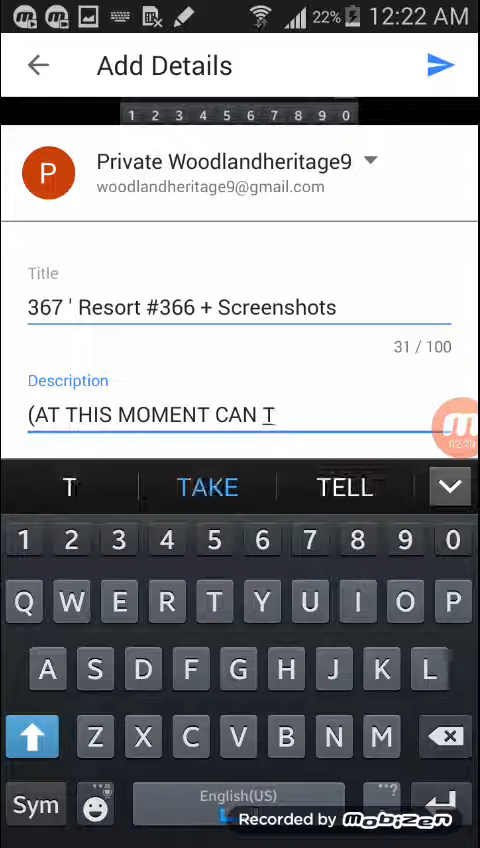 22% 12:22 AM
Add Details
1 2 3 4 5 6 7 8 9 0
P Private Woodlandheritage9
woodlandheritage9@gmail.com
Title
367 ' Resort #366 + Screenshots
31 / 100
Description
(AT THIS MOMENT CAN T
T TAKE TELL
1 2 3 4 5 6 7 8 9 0
Q W E R T Y U I O P
A S D F G H J K L
Z X C V B N M
Sym English(US)
Recorded by mobizen